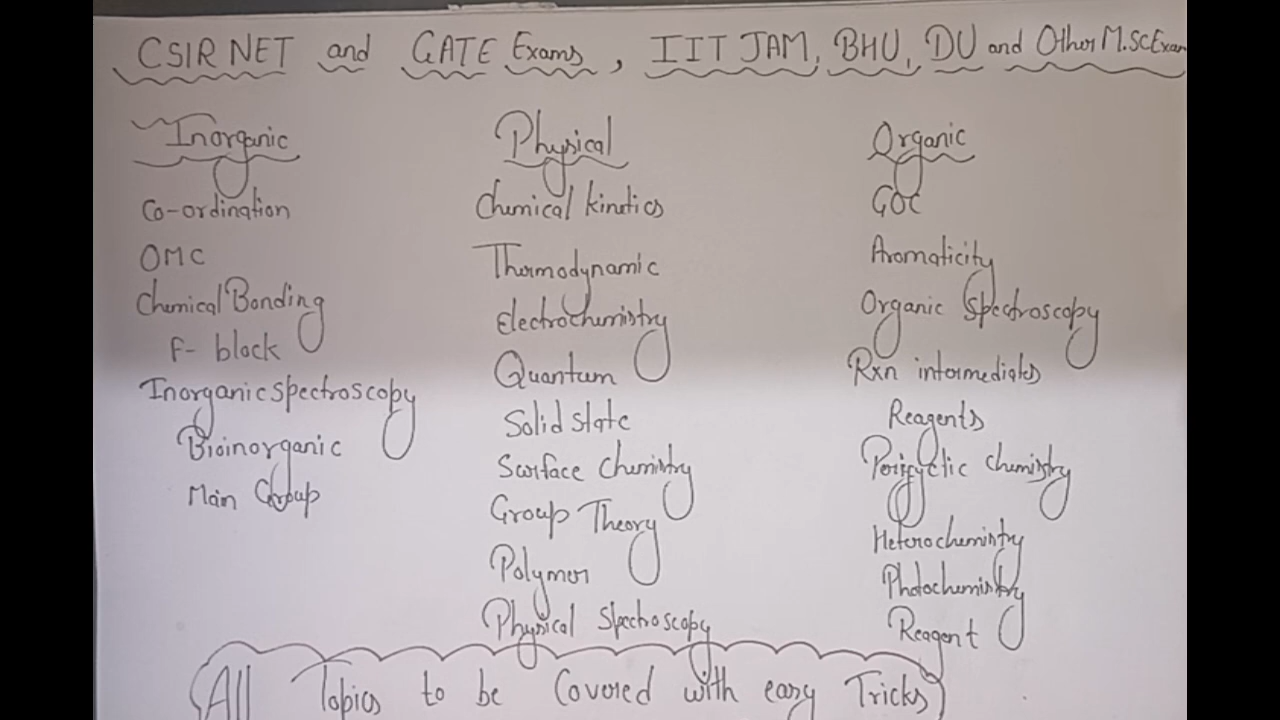 CSIR NET and GATE Exams, IIT JAM, BHU, DU and Other M.SC Exam
Inorganic
Co-ordination
OMC
Chemical Bonding
F- block
Inorganic spectroscopy
Bioinorganic
Main Group
Physical
Chemical kinetics
Thermodynamic
Electrochemistry
Quantum
Solid state
Surface Chemistry
Group Theory
Polymer
Physical Spectroscopy
Organic
GOC
Aromaticity
Organic Spectroscopy
Rxn intermediates
Reagents
Pericyclic chemistry
Heterochemistry
Photochemistry
Reagent
All Topics to be Covered with easy Tricks